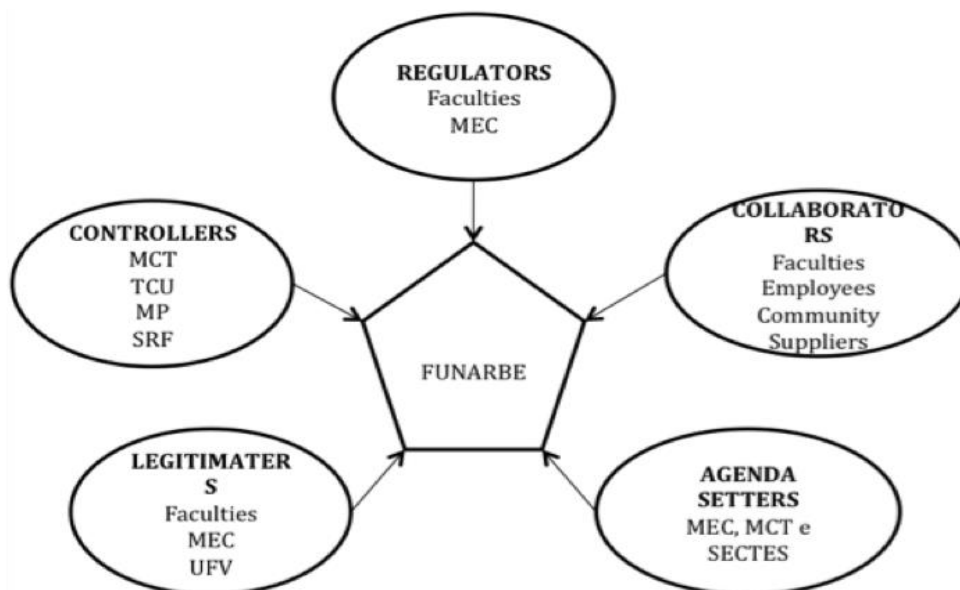 REGULATORS
Faculties
MEC
CONTROLLERS
MCT
TCU
MP
SRF
COLLABORATO
RS
Faculties
Employees
Community
Suppliers
FUNARBE
LEGITIMATER
S
Faculties
MEC
UFV
AGENDA
SETTERS
MEC, MCT e
SECTES